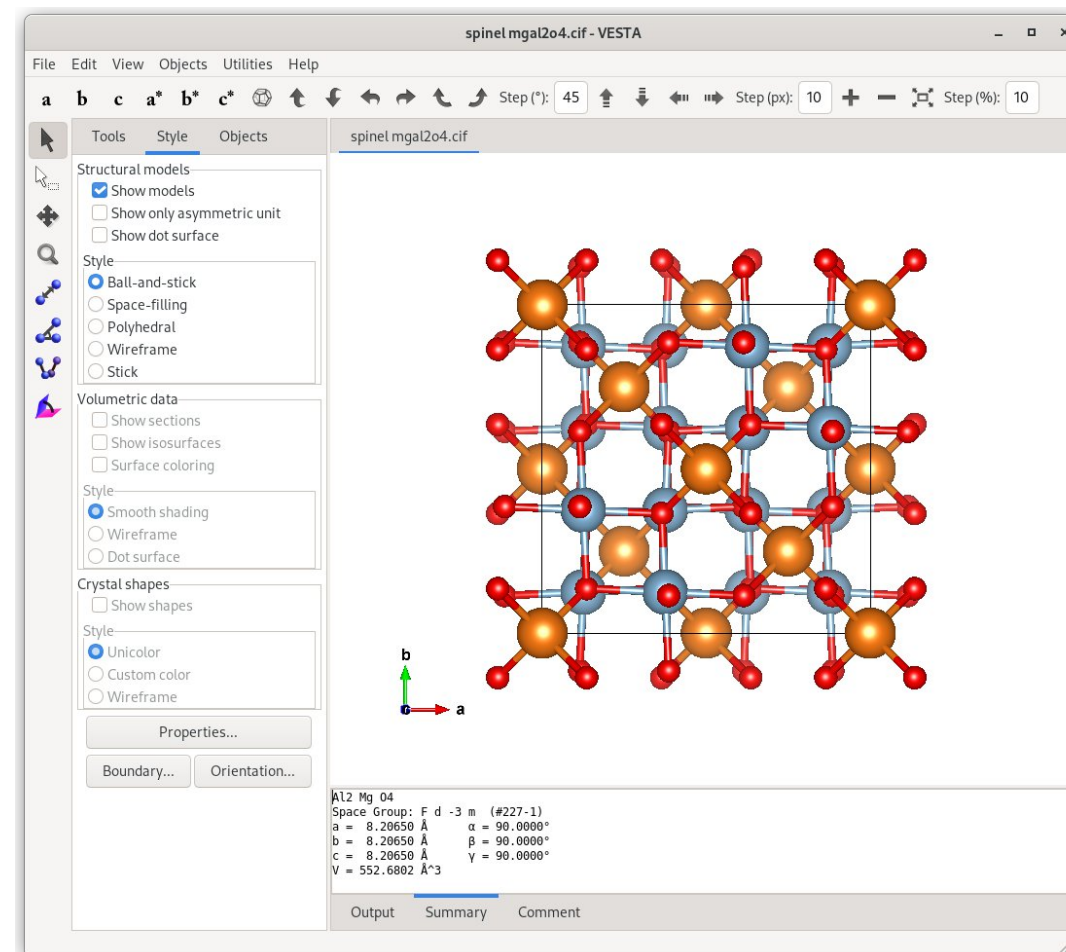 spinel mgal2o4.cif - VESTA
File Edit View Objects Utilities Help
a b c a* b* c* Step (°): 45 Step (px): 10 Step (%): 10
Tools Style Objects
spinel mgal2o4.cif
Structural models
Show models
Show only asymmetric unit
Show dot surface
Style
Ball-and-stick
Space-filling
Polyhedral
Wireframe
Stick
Volumetric data
Show sections
Show isosurfaces
Surface coloring
Style
Smooth shading
Wireframe
Dot surface
Crystal shapes
Show shapes
Style
Unicolor
Custom color
Wireframe
Properties...
Boundary... Orientation...
b
a
Al2 Mg O4
Space Group: F d -3 m (#227-1)
a = 8.20650 Å α = 90.0000°
b = 8.20650 Å β = 90.0000°
c = 8.20650 Å γ = 90.0000°
V = 552.6802 Å^3
Output Summary Comment